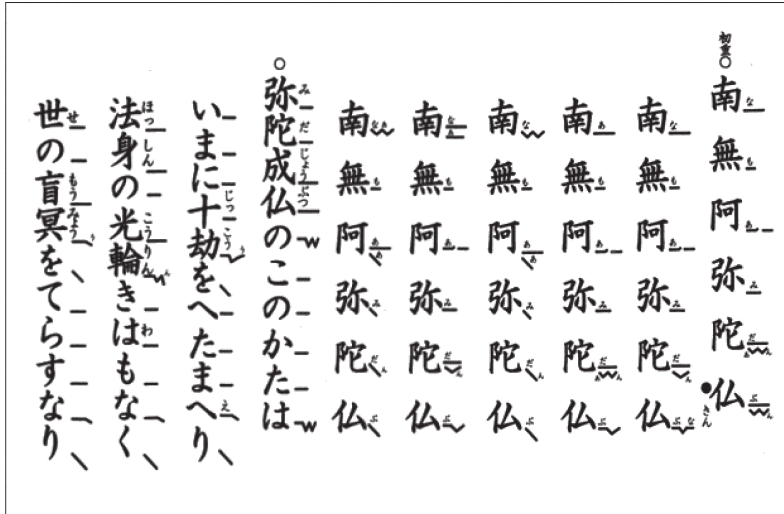 初重○南無阿弥陀●仏
南無阿弥陀仏
南無阿弥陀仏
南無阿弥陀仏
南無阿弥陀仏
南無阿弥陀仏
○弥陀成仏のこのかたは
いまに十劫をへたまへり
法身の光輪きはもなく
世の盲冥をてらすなり